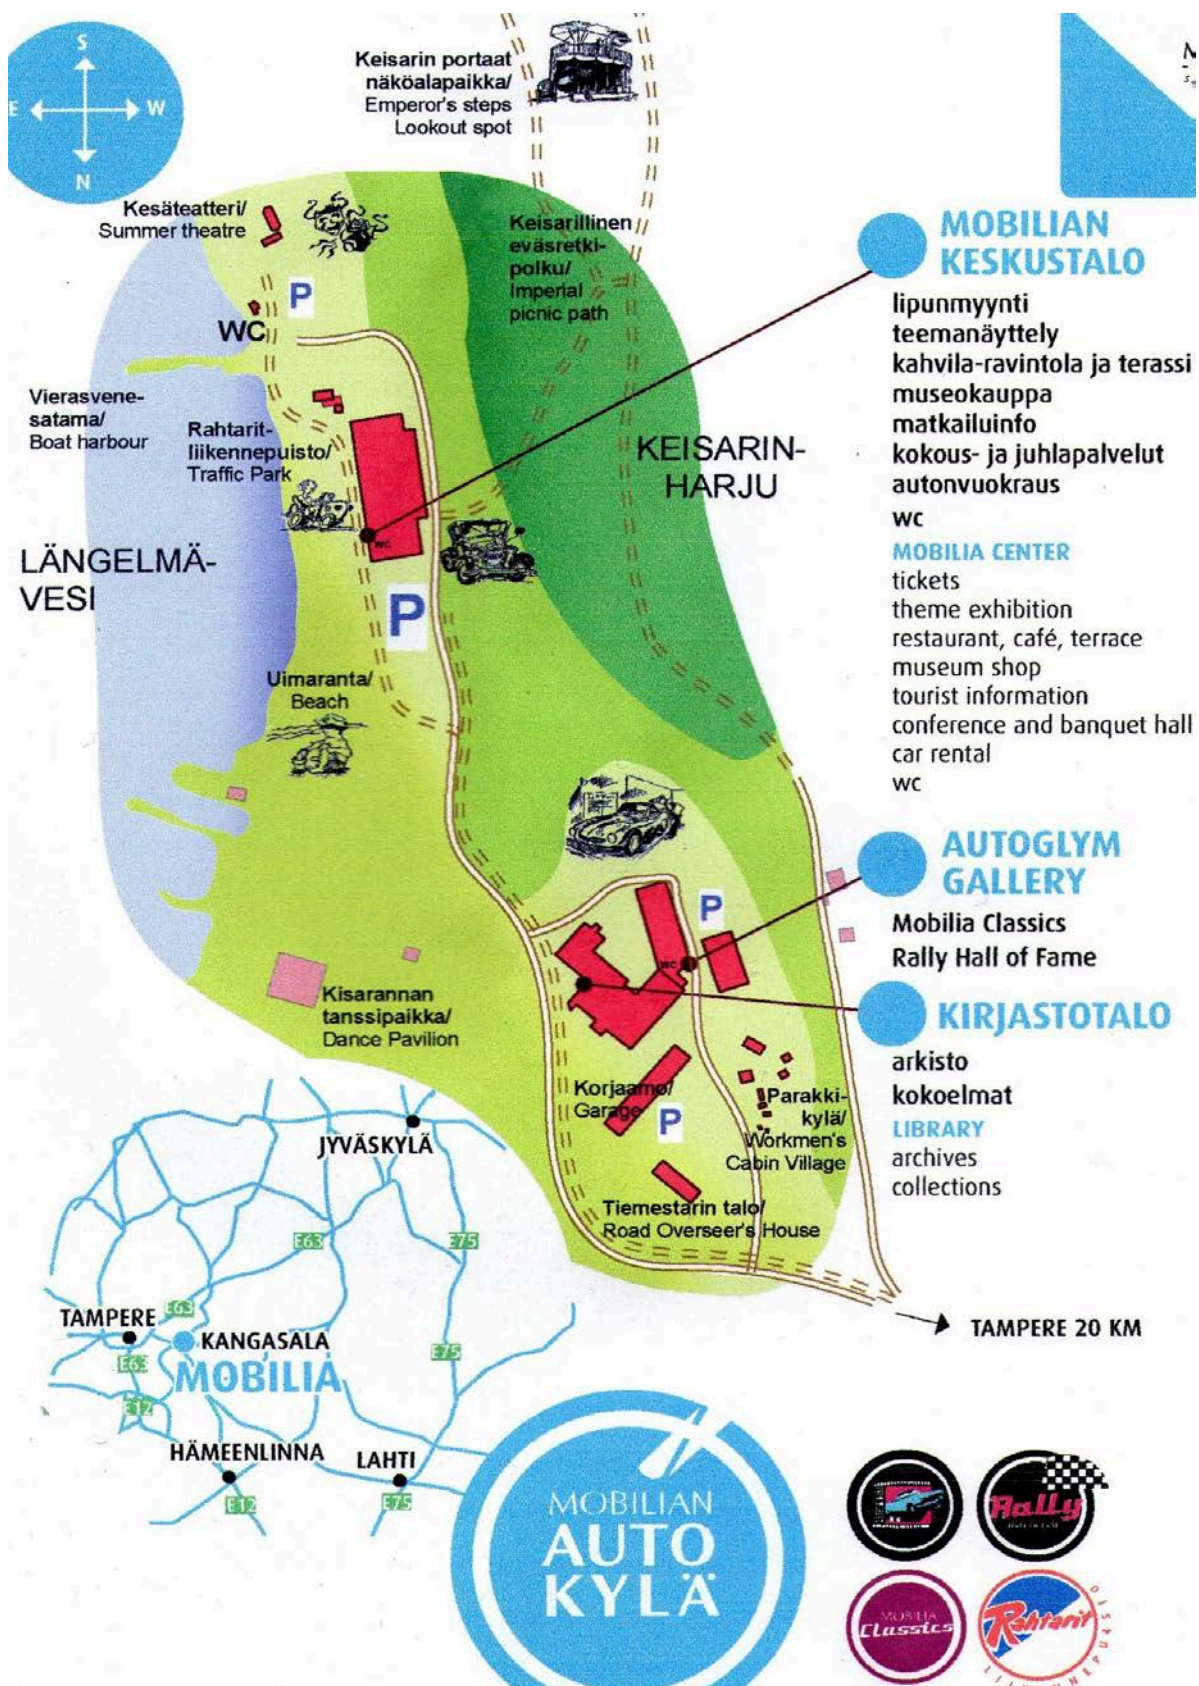 S
E
W
N
Keisarin portaat
näköalapaikka/
Emperor's steps
Lookout spot
Kesäteatteri/
Summer theatre
P
WC
Keisarillinen
eväsretki-
polku/
Imperial
picnic path
Vierasvene-
satama/
Boat harbour
Rahtarit-
liikennepuisto/
Traffic Park
WC
KEISARIN-
HARJU
LÄNGELMÄ-
VESI
P
Uimaranta/
Beach
P
WC
Kisarannan
tanssipaikka/
Dance Pavilion
Korjaamo/
Garage
P
Parakki-
kylä/
Workmen's
Cabin Village
Tiemestarin talo/
Road Overseer's House
TAMPERE 20 KM
MOBILIAN
KESKUSTALO
lipunmyynti
teemanäyttely
kahvila-ravintola ja terassi
museokauppa
matkailuinfo
kokous- ja juhlapalvelut
autonvuokraus
wc
MOBILIA CENTER
tickets
theme exhibition
restaurant, café, terrace
museum shop
tourist information
conference and banquet hall
car rental
wc
AUTOGLYM
GALLERY
Mobilia Classics
Rally Hall of Fame
KIRJASTOTALO
arkisto
kokoelmat
LIBRARY
archives
collections
JYVÄSKYLÄ
E63
E75
TAMPERE
E63
KANGASALA
E63
MOBILIA
E75
E12
HÄMEENLINNA
LAHTI
E12
E75
MOBILIAN
AUTO
KYLÄ
Rally
MOBILIA
Classics
Rahtarit
LIIKENNEPUISTO